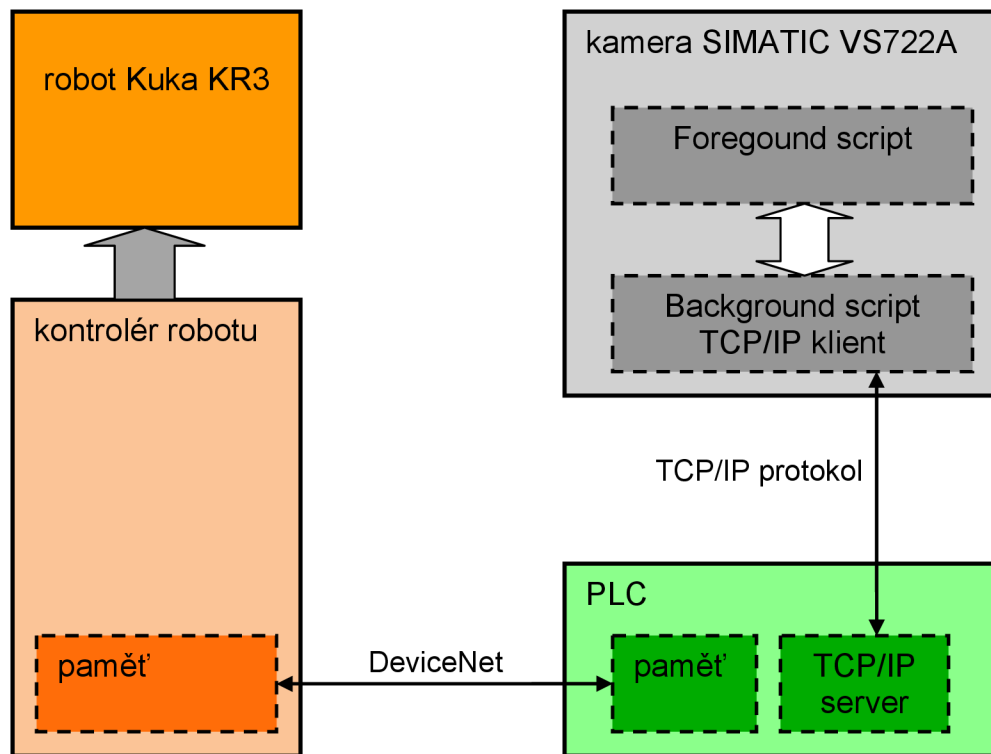 robot Kuka KR3
kontrolér robotu
paměť
DeviceNet
kamera SIMATIC VS722A
Foregound script
Background script
TCP/IP klient
TCP/IP protokol
PLC
paměť
TCP/IP
server